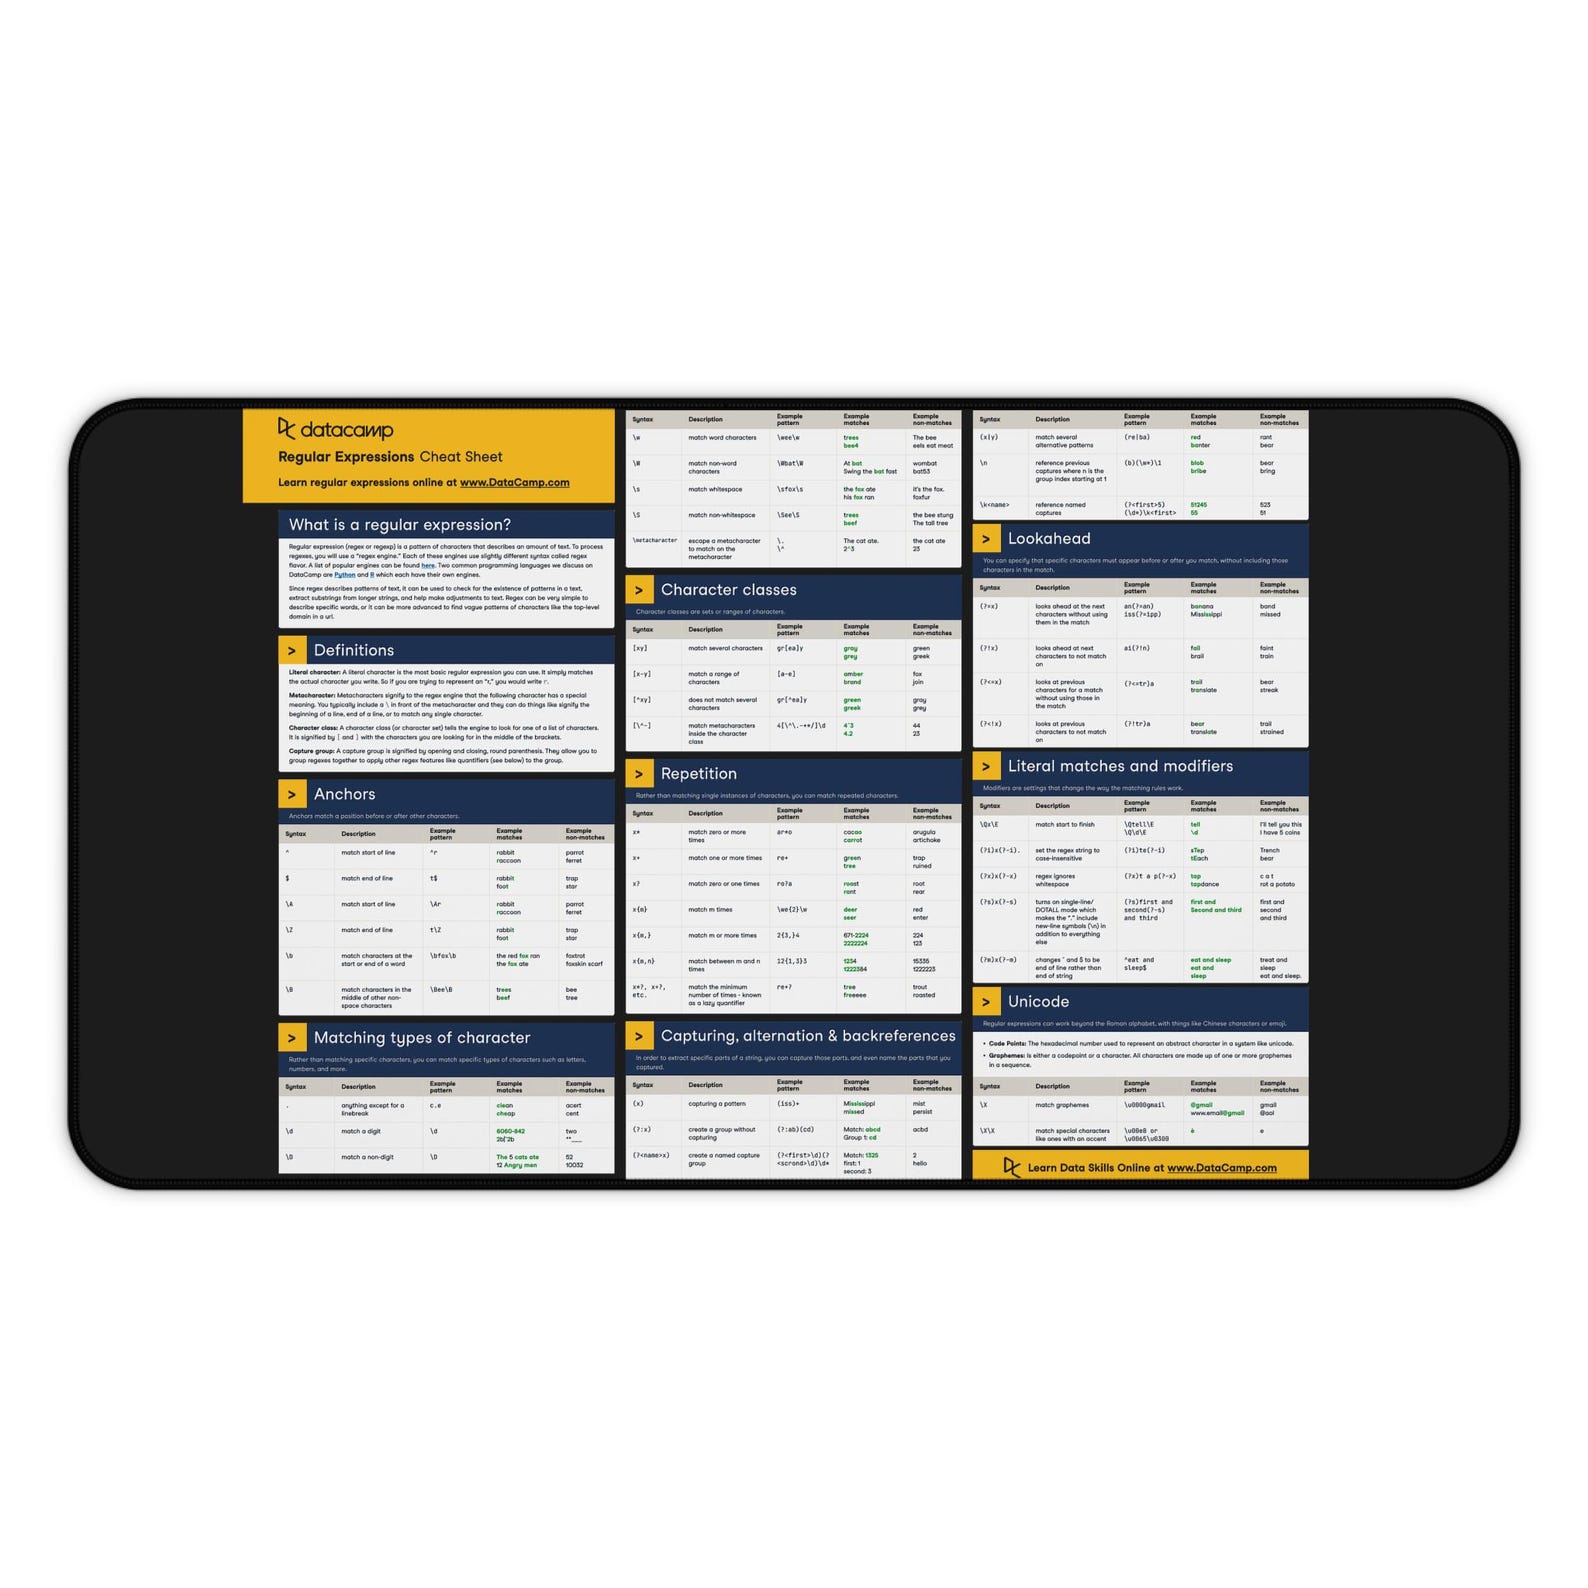 datacamp
Regular Expressions Cheat Sheet
Learn regular expressions online at www.DataCamp.com
What is a regular expression?
Regular expression (regex or regexp) is a pattern of characters that describes an amount of text. To process
regexes, you will use a "regex engine." Each of these engines use slightly different syntax called regex
flavor. A list of popular engines can be found here. Two common programming languages we discuss on
DataCamp are Python and R which each have their own engines.
Since regex describes patterns of text, it can be used to check for the existence of patterns in a text,
extract substrings from longer strings, and help make adjustments to text. Regex can be very simple to
describe specific words, or it can be more advanced to find vague patterns of characters like the top-level
domain in a url.
> Definitions
Literal character: A literal character is the most basic regular expression you can use. It simply matches
the actual character you write. So if you are trying to represent an "r," you would write r.
Metacharacter: Metacharacters signify to the regex engine that the following character has a special
meaning. You typically include a \ in front of the metacharacter and they can do things like signify the
beginning of a line, end of a line, or to match any single character.
Character class: A character class (or character set) tells the engine to look for one of a list of characters.
It is signified by [ and ] with the characters you are looking for in the middle of the brackets.
Capture group: A capture group is signified by opening and closing, round parenthesis. They allow you to
group regexes together to apply other regex features like quantifiers (see below) to the group.
> Anchors
Anchors match a position before or after other characters.
Syntax Description Example pattern Example matches Example non-matches
^ match start of line ^r rabbit raccoon parrot ferret
$ match end of line t$ rabbit foot trap star
\A match start of line \Ar rabbit raccoon parrot ferret
\Z match end of line t\Z rabbit foot trap star
\b match characters at the start or end of a word \bfox\b the red fox ran the fox ate foxtrot foxskin scarf
\B match characters in the middle of other non-space characters \Bee\B trees beef bee tree
> Matching types of character
Rather than matching specific characters, you can match specific types of characters such as letters,
numbers, and more.
Syntax Description Example pattern Example matches Example non-matches
. anything except for a linebreak c.e clean cheap acert cent
\d match a digit \d 6060-842 2b|^2b two **___
\D match a non-digit \D The 5 cats ate 12 Angry men 52 10032
Syntax Description Example pattern Example matches Example non-matches
\w match word characters \wee\w trees bee4 The bee eels eat meat
\W match non-word characters \Wbat\W At bat Swing the bat fast wombat bat53
\s match whitespace \sfox\s the fox ate his fox ran it's the fox. foxfur
\S match non-whitespace \See\S trees beef the bee stung The tall tree
\metacharacter escape a metacharacter to match on the metacharacter \. \^ The cat ate. 2^3 the cat ate 23
> Character classes
Character classes are sets or ranges of characters.
Syntax Description Example pattern Example matches Example non-matches
[xy] match several characters gr[ea]y gray grey green greek
[x-y] match a range of characters [a-e] amber brand fox join
[^xy] does not match several characters gr[^ea]y green greek gray grey
[\^-] match metacharacters inside the character class 4[\^\.-+*/]\d 4^3 4.2 44 23
> Repetition
Rather than matching single instances of characters, you can match repeated characters.
Syntax Description Example pattern Example matches Example non-matches
x* match zero or more times ar*o cacao carrot arugula artichoke
x+ match one or more times re+ green tree trap ruined
x? match zero or one times ro?a roast rant root rear
x{m} match m times \we{2}\w deer seer red enter
x{m,} match m or more times 2{3,}4 671-2224 2222224 224 123
x{m,n} match between m and n times 12{1,3}3 1234 1222384 15335 1222223
x*?, x+?, etc. match the minimum number of times - known as a lazy quantifier re+? tree freeeee trout roasted
> Capturing, alternation & backreferences
In order to extract specific parts of a string, you can capture those parts, and even name the parts that you
captured.
Syntax Description Example pattern Example matches Example non-matches
(x) capturing a pattern (iss)+ Mississippi missed mist persist
(?:x) create a group without capturing (?:ab)(cd) Match: abcd Group 1: cd acbd
(?<name>x) create a named capture group (?<first>\d)(?<scrond>\d)\d* Match: 1325 first: 1 second: 3 2 hello
Syntax Description Example pattern Example matches Example non-matches
(x|y) match several alternative patterns (re|ba) red banter rant bear
\n reference previous captures where n is the group index starting at 1 (b)(\w*)\1 blob bribe bear bring
\k<name> reference named captures (?<first>5)(\d*)\k<first> 51245 55 523 51
> Lookahead
You can specify that specific characters must appear before or after you match, without including those
characters in the match.
Syntax Description Example pattern Example matches Example non-matches
(?=x) looks ahead at the next characters without using them in the match an(?=an) iss(?=ipp) banana Mississippi band missed
(?!x) looks ahead at next characters to not match on ai(?!n) fail brail faint train
(?<=x) looks at previous characters for a match without using those in the match (?<=tr)a trail translate bear streak
(?<!x) looks at previous characters to not match on (?!tr)a bear translate trail strained
> Literal matches and modifiers
Modifiers are settings that change the way the matching rules work.
Syntax Description Example pattern Example matches Example non-matches
\Qx\E match start to finish \Qtell\E \Q\d\E tell \d I'll tell you this I have 5 coins
(?i)x(?-i). set the regex string to case-insensitive (?i)te(?-i) sTep tEach Trench bear
(?x)x(?-x) regex ignores whitespace (?x)t a p(?-x) tap tapdance c a t rot a potato
(?s)x(?-s) turns on single-line/DOTALL mode which makes the "." include new-line symbols (\n) in addition to everything else (?s)first and second(?-s) and third first and Second and third first and second and third
(?m)x(?-m) changes ^ and $ to be end of line rather than end of string ^eat and sleep$ eat and sleep eat and sleep treat and sleep eat and sleep.
> Unicode
Regular expressions can work beyond the Roman alphabet, with things like Chinese characters or emoji.
• Code Points: The hexadecimal number used to represent an abstract character in a system like unicode.
• Graphemes: Is either a codepoint or a character. All characters are made up of one or more graphemes
in a sequence.
Syntax Description Example pattern Example matches Example non-matches
\X match graphemes \u0000gmail @gmail www.email@gmail gmail @aol
\X\X match special characters like ones with an accent \u00e8 or \u0065\u0300 è e
Learn Data Skills Online at www.DataCamp.com